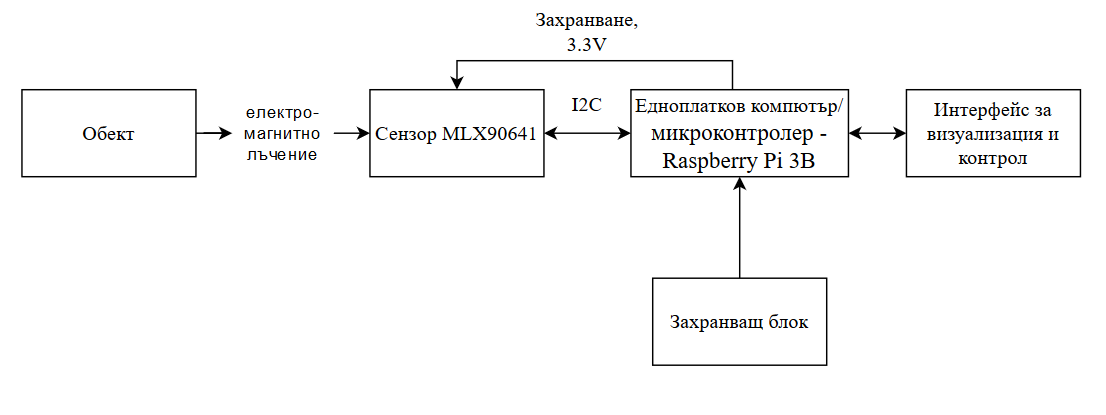 Захранване,
3.3V
Обект
електро-
магнитно
лъчение
Сензор MLX90641
I2C
Едноплатков компютър/
микроконтролер -
Raspberry Pi 3B
Интерфейс за
визуализация и
контрол
Захранващ блок